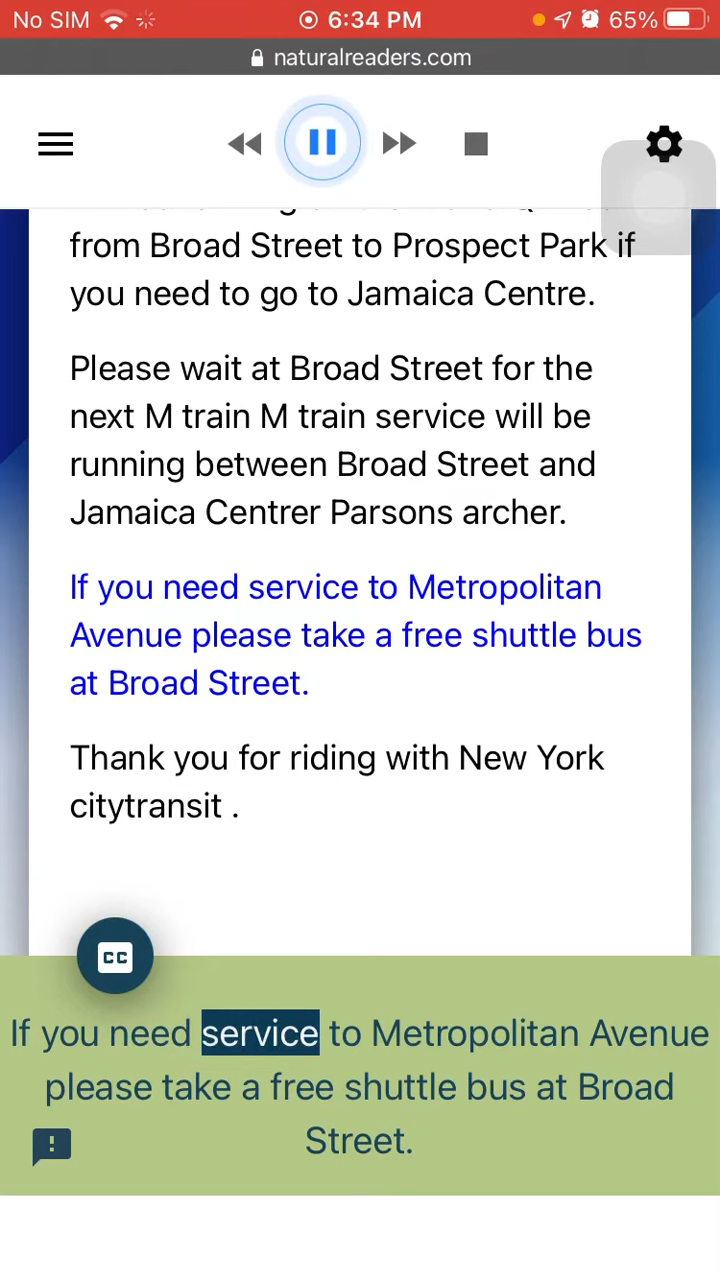 No SIM 6:34 PM 65%
naturalreaders.com
from Broad Street to Prospect Park if
you need to go to Jamaica Centre.
Please wait at Broad Street for the
next M train M train service will be
running between Broad Street and
Jamaica Centrer Parsons archer.
If you need service to Metropolitan
Avenue please take a free shuttle bus
at Broad Street.
Thank you for riding with New York
citytransit .
CC
If you need service to Metropolitan Avenue
please take a free shuttle bus at Broad
Street.